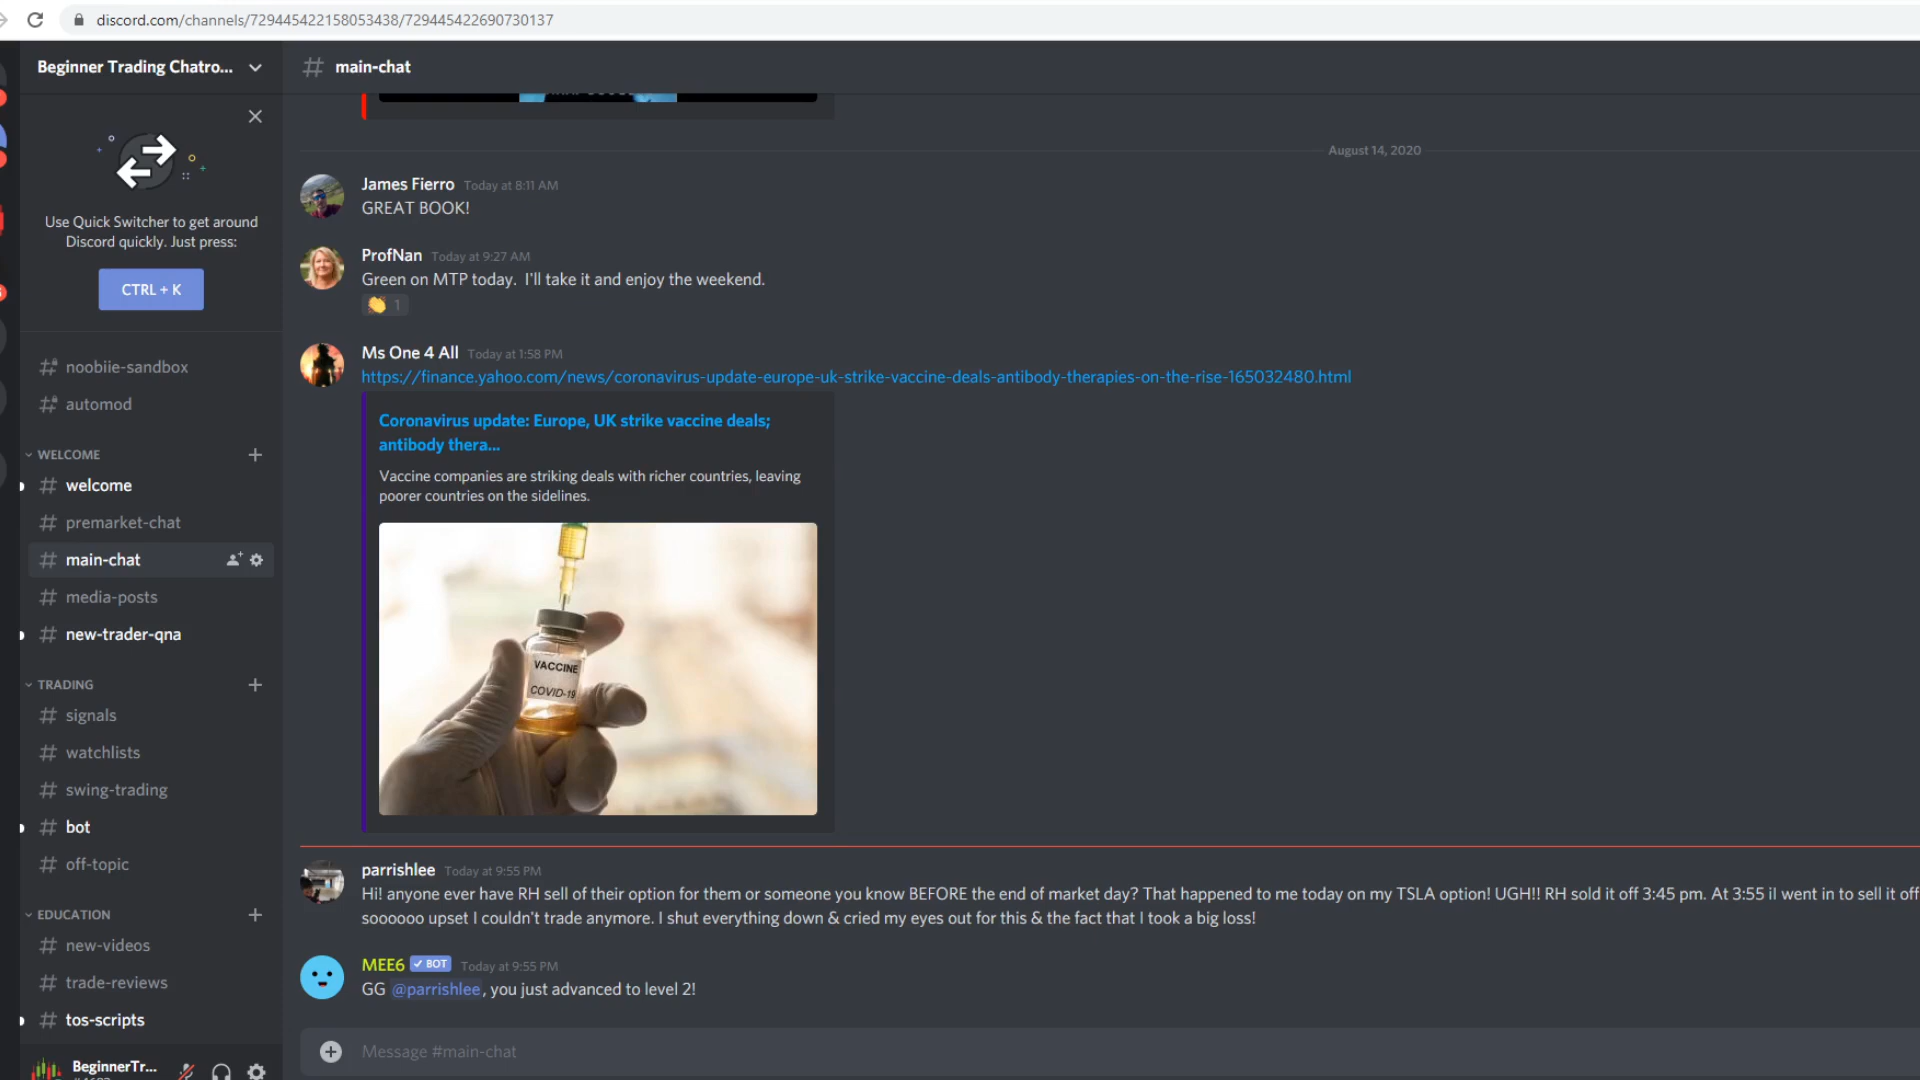 discord.com/channels/729445422158053438/729445422690730137
Beginner Trading Chatro...
Use Quick Switcher to get around
Discord quickly. Just press:
CTRL + K
noobiie-sandbox
automod
WELCOME
welcome
premarket-chat
main-chat
media-posts
new-trader-qna
TRADING
signals
watchlists
swing-trading
bot
off-topic
EDUCATION
new-videos
trade-reviews
tos-scripts
BeginnerTr...
main-chat
August 14, 2020
James Fierro Today at 8:11 AM
GREAT BOOK!
ProfNan Today at 9:27 AM
Green on MTP today. I'll take it and enjoy the weekend.
1
Ms One 4 All Today at 1:58 PM
https://finance.yahoo.com/news/coronavirus-update-europe-uk-strike-vaccine-deals-antibody-therapies-on-the-rise-165032480.html
Coronavirus update: Europe, UK strike vaccine deals;
antibody thera...
Vaccine companies are striking deals with richer countries, leaving
poorer countries on the sidelines.
VACCINE
COVID-19
parrishlee Today at 9:55 PM
Hi! anyone ever have RH sell of their option for them or someone you know BEFORE the end of market day? That happened to me today on my TSLA option! UGH!! RH sold it off 3:45 pm. At 3:55 iI went in to sell it off
soooooo upset I couldn't trade anymore. I shut everything down & cried my eyes out for this & the fact that I took a big loss!
MEE6 BOT Today at 9:55 PM
GG @parrishlee, you just advanced to level 2!
Message #main-chat